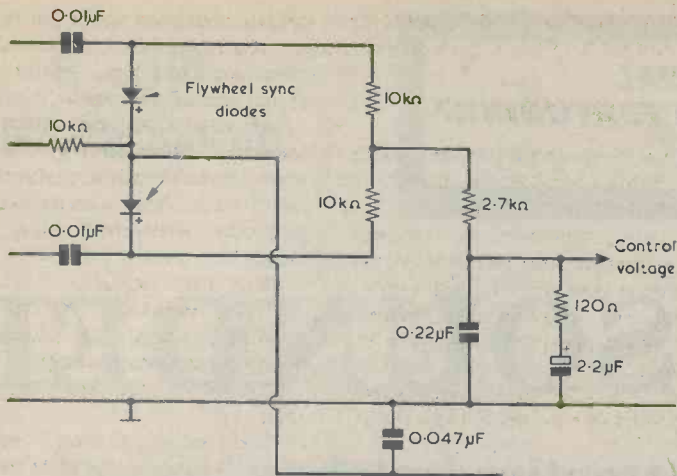 0·01µF
Flywheel sync
diodes
10kΩ
10kΩ
+
+
10kΩ
2·7kΩ
0·01µF
Control
voltage
120Ω
0·22µF
+
2·2µF
0·047µF